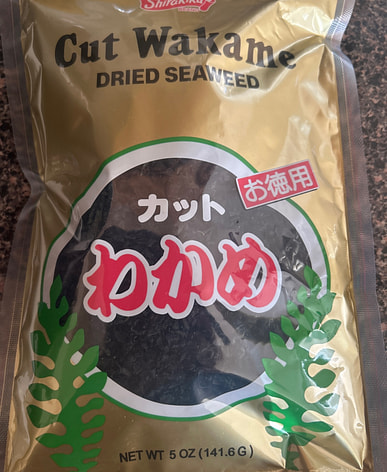 Shirakiku
Cut Wakame
DRIED SEAWEED
お徳用
カット
わかめ
NET WT 5 OZ (141.6 G)